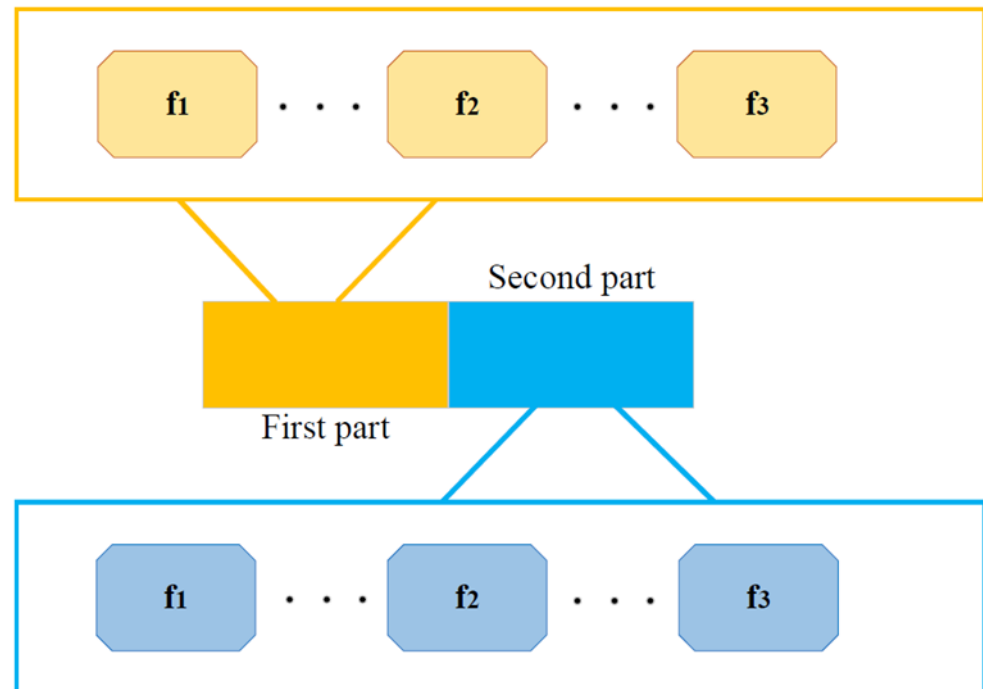 f1 . . . f2 . . . f3
Second part
First part
f1 . . . f2 . . . f3